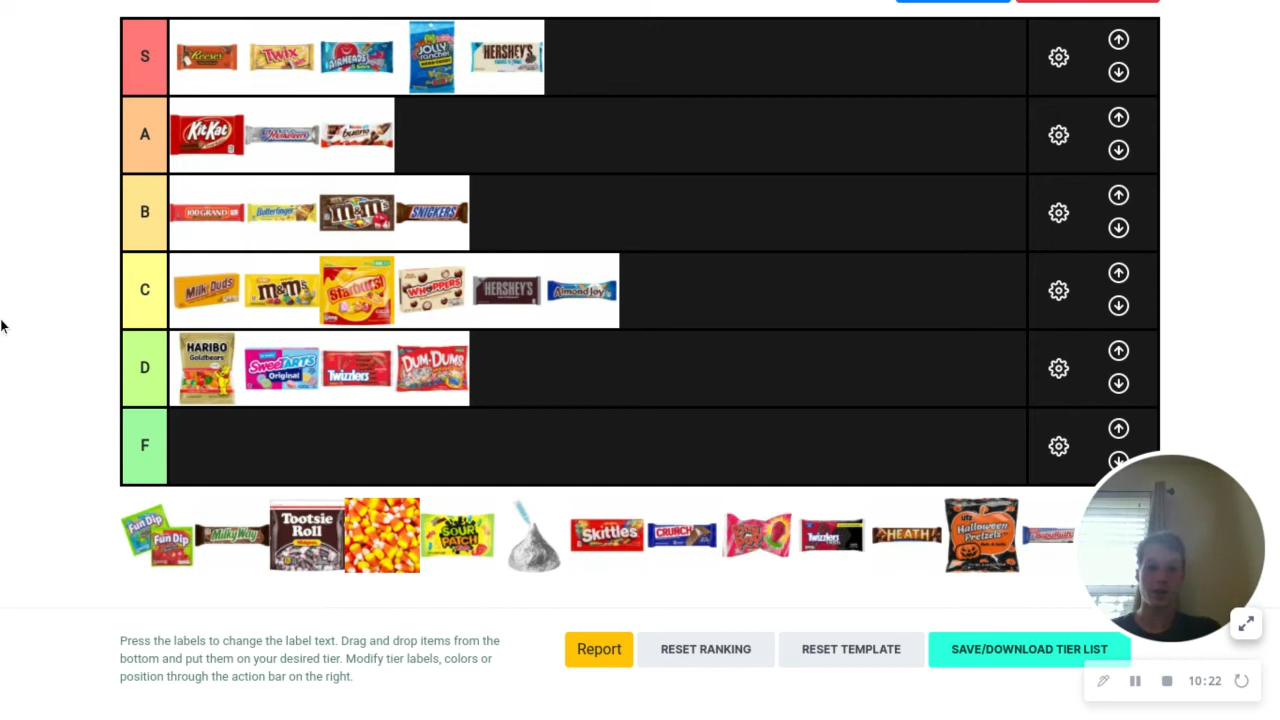 S
Reese's
Twix
AIRHEADS
JOLLY
RANCHER
HERSHEY'S
A
KitKat
Musketeers
bueno
B
100 GRAND
Butterfinger
m&m's
SNICKERS
C
Milk Duds
m&m's
Starburst
WHOPPERS
HERSHEY'S
Almond Joy
D
HARIBO
Goldbears
SweeTARTS
Original
Twizzlers
DUM-DUMS
F
Fun Dip
Fun Dip
Milky Way
Tootsie
Roll
SOUR
PATCH
Skittles
CRUNCH
Twizzlers
HEATH
UTZ
Halloween
Pretzels
Press the labels to change the label text. Drag and drop items from the
bottom and put them on your desired tier. Modify tier labels, colors or
position through the action bar on the right.
Report
RESET RANKING
RESET TEMPLATE
SAVE/DOWNLOAD TIER LIST
10:22